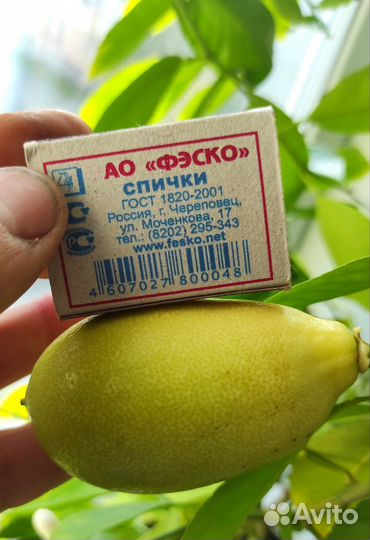 АО «ФЭСКО»
СПИЧКИ
ГОСТ 1820-2001
Россия, г. Череповец,
ул. Моченкова, 17
тел.: (8202) 295-343
www.fesko.net
4 607027 800048
Avito